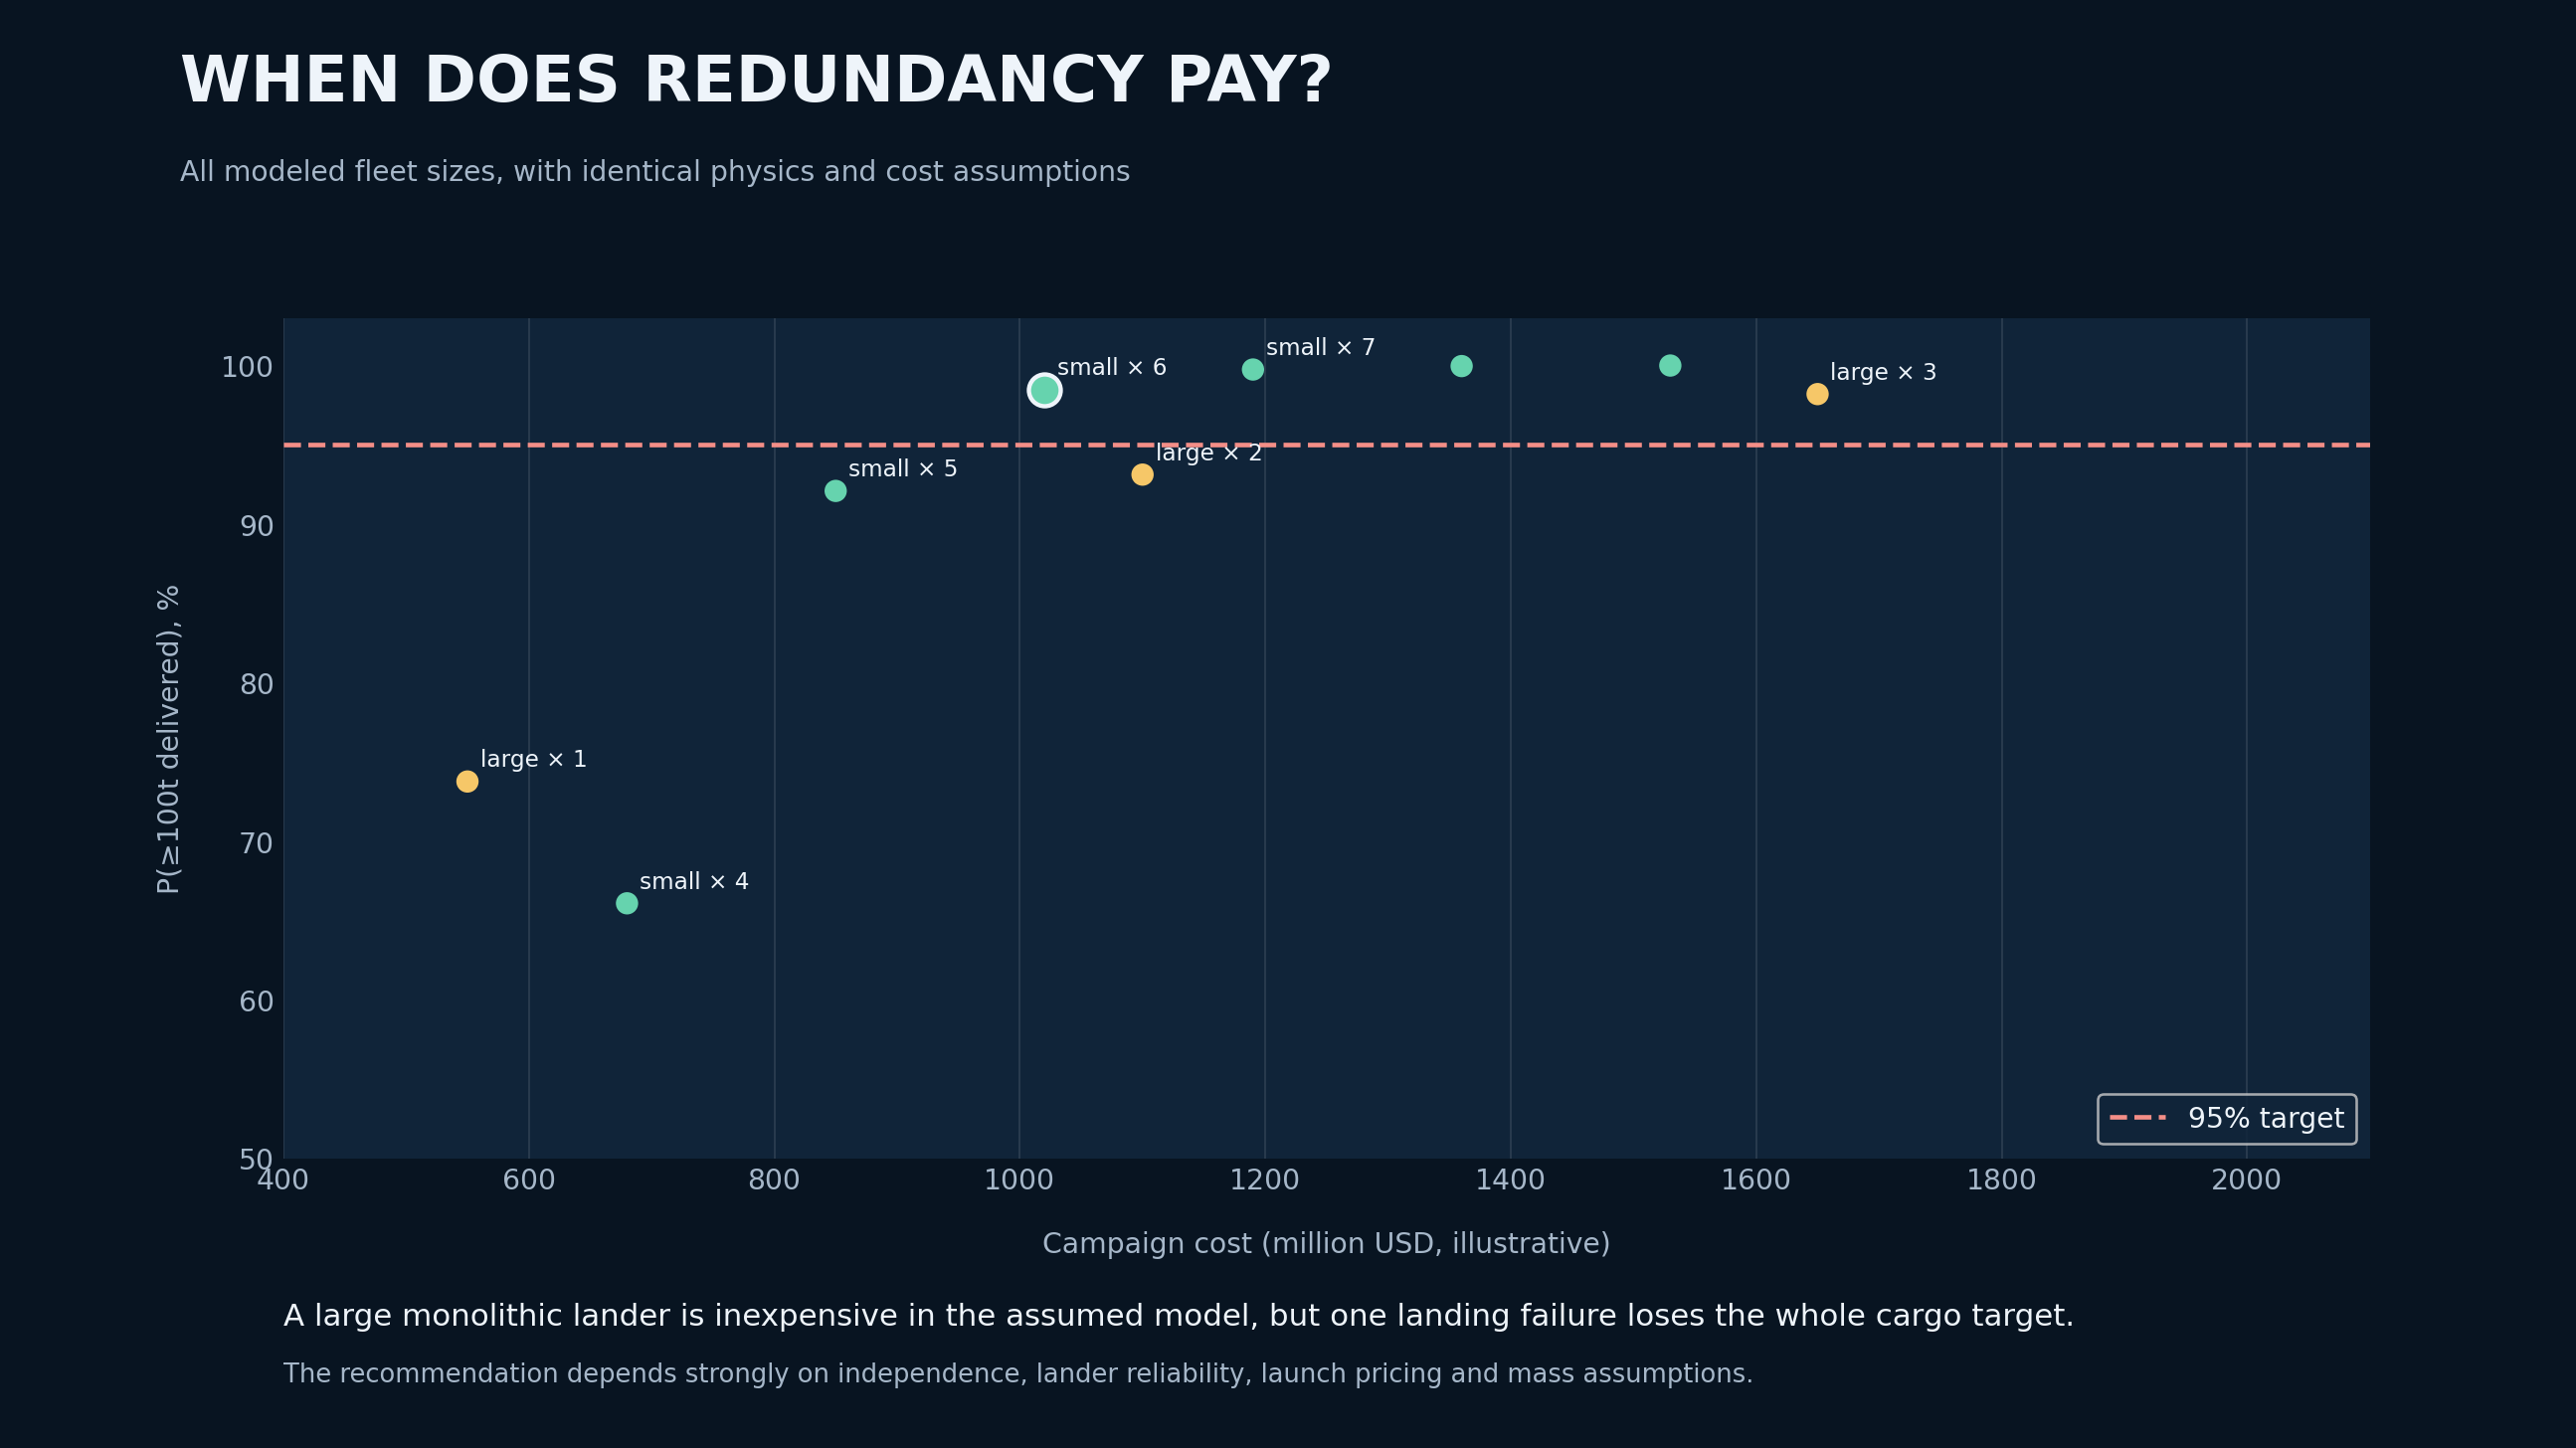 WHEN DOES REDUNDANCY PAY?
All modeled fleet sizes, with identical physics and cost assumptions
P(≥100t delivered), %
100
90
80
70
60
50
small × 6
small × 7
large × 3
large × 2
small × 5
large × 1
small × 4
95% target
400
600
800
1000
1200
1400
1600
1800
2000
Campaign cost (million USD, illustrative)
A large monolithic lander is inexpensive in the assumed model, but one landing failure loses the whole cargo target.
The recommendation depends strongly on independence, lander reliability, launch pricing and mass assumptions.